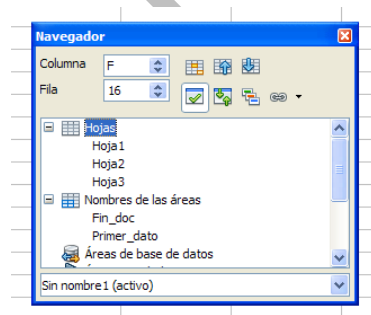 Navegador
Columna F
Fila 16
Hojas
Hoja1
Hoja2
Hoja3
Nombres de las áreas
Fin_doc
Primer_dato
Áreas de base de datos
Sin nombre1 (activo)